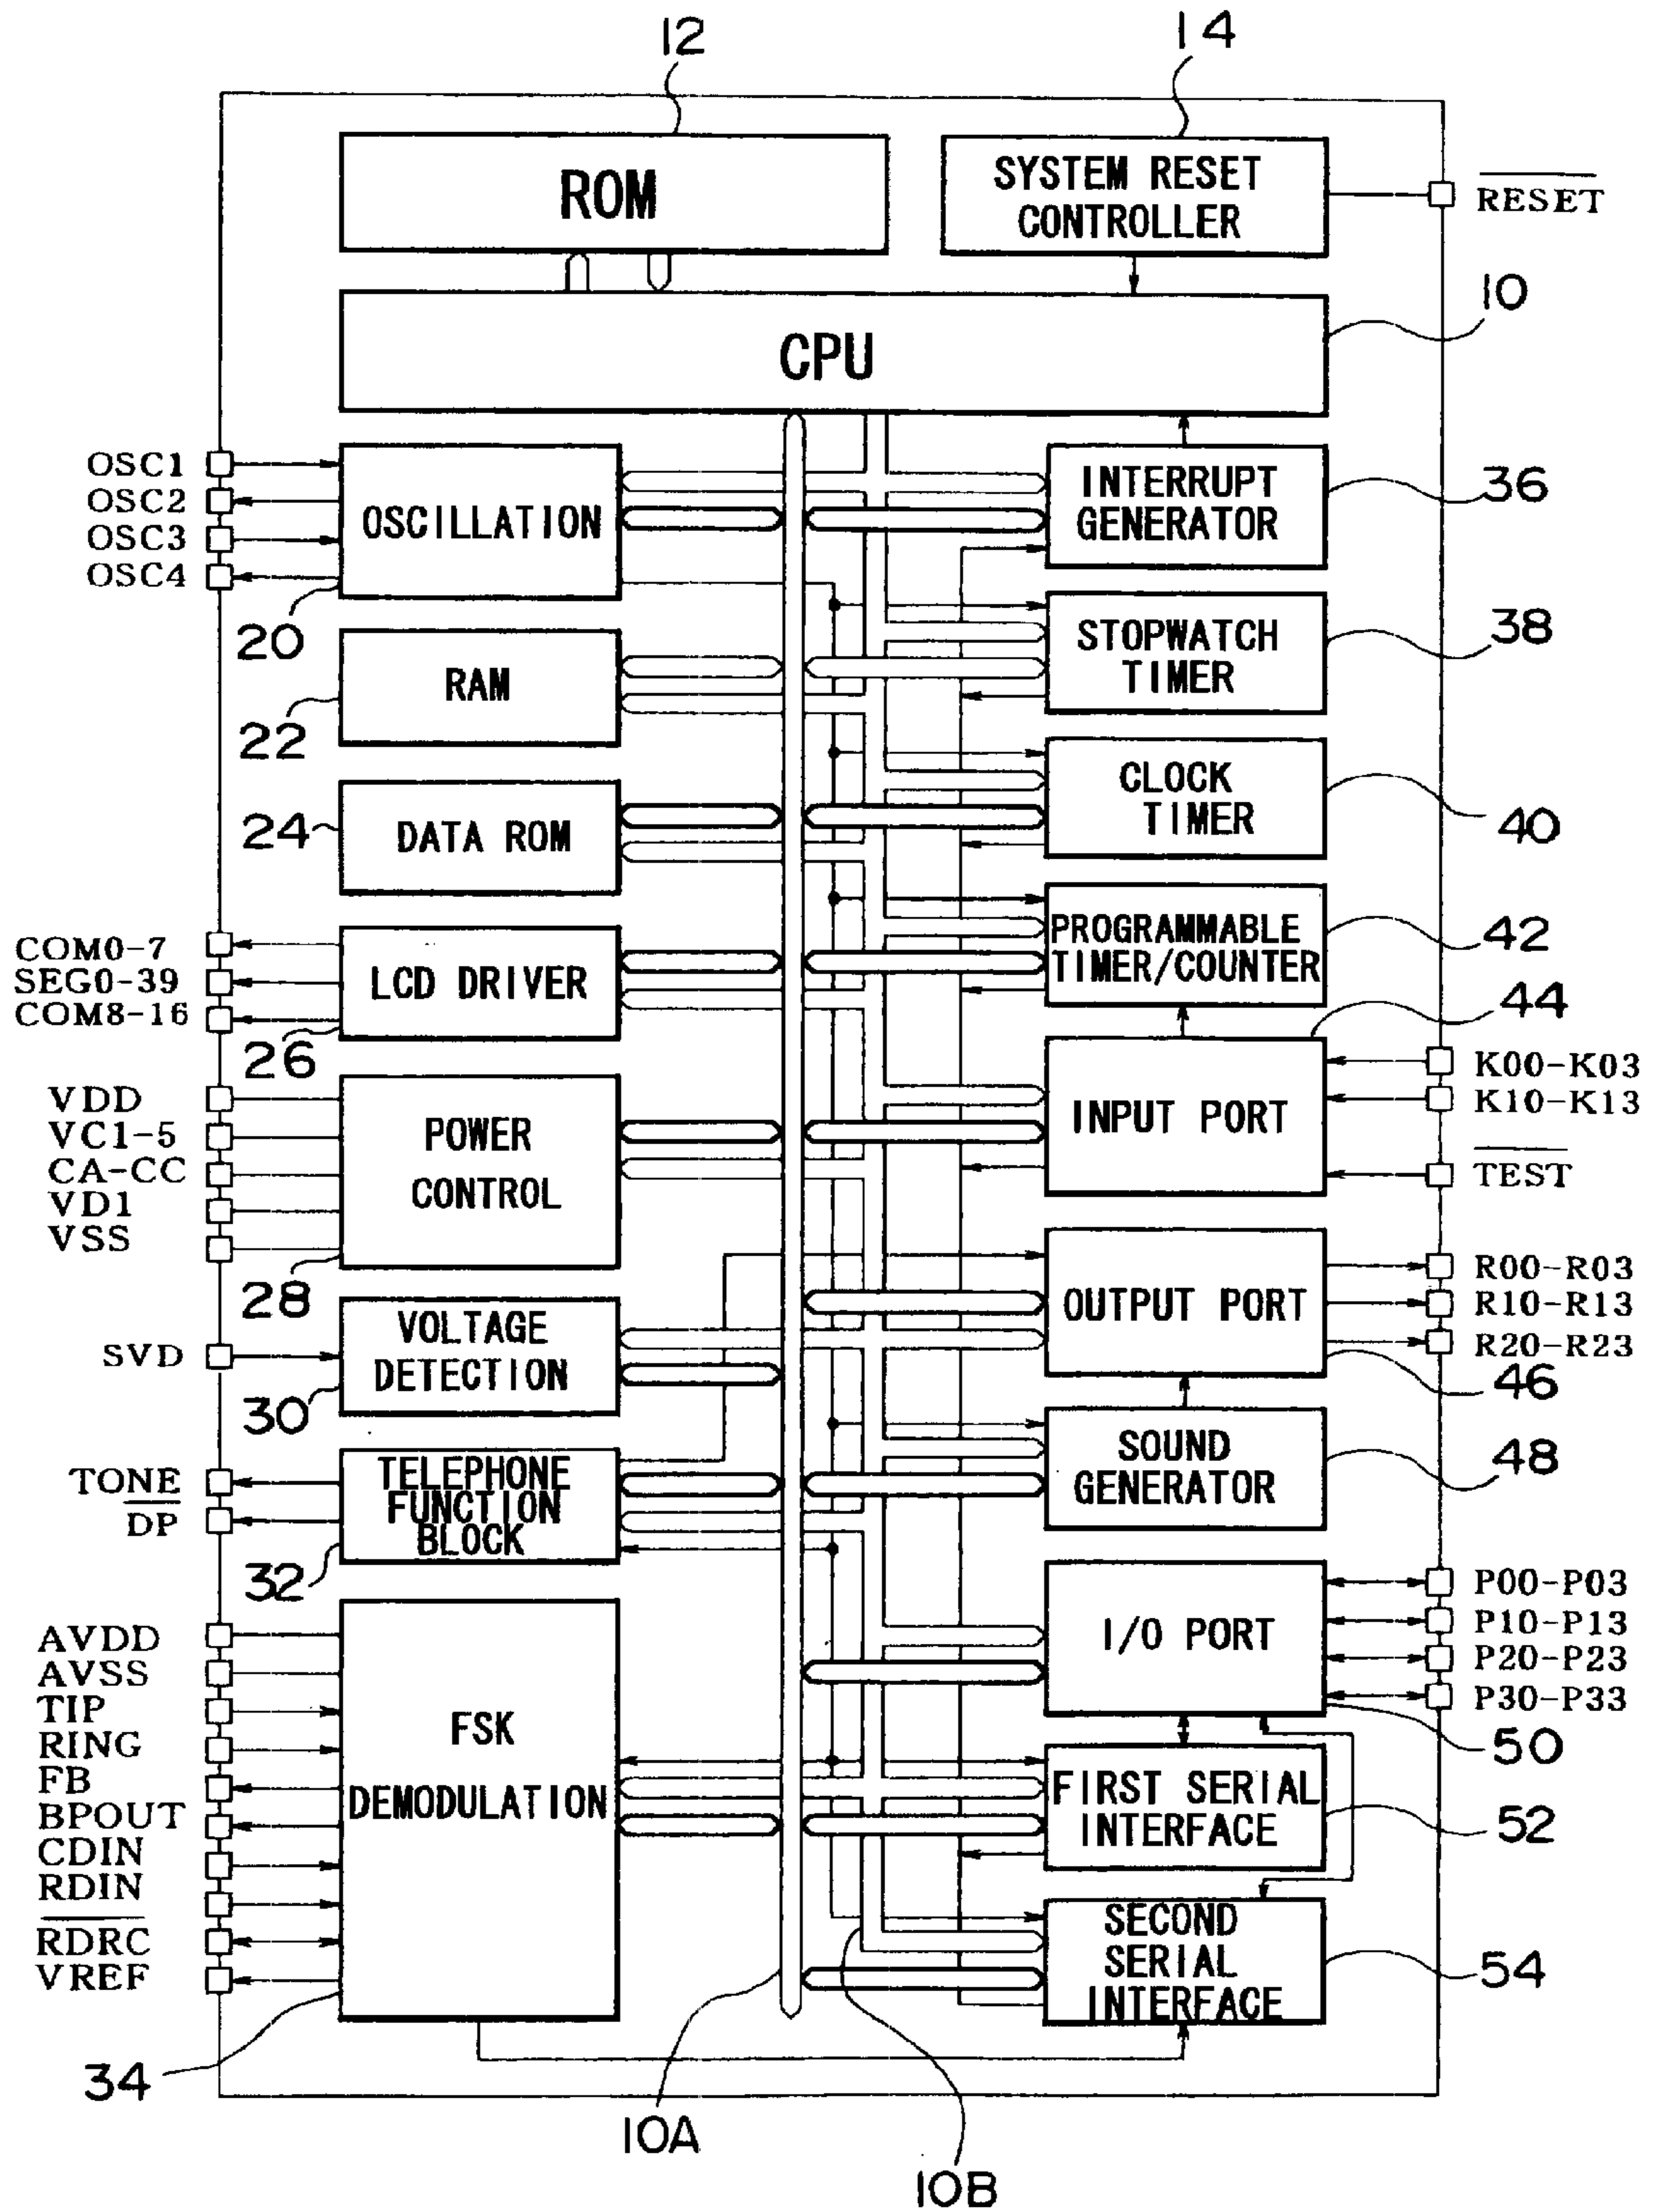 12
14
ROM
SYSTEM RESET
CONTROLLER
RESET
10
CPU
OSC1
OSC2
OSC3
OSC4
OSCILLATION
20
INTERRUPT
GENERATOR
36
RAM
22
STOPWATCH
TIMER
38
DATA ROM
24
CLOCK
TIMER
40
COM0-7
SEG0-39
COM8-16
LCD DRIVER
26
PROGRAMMABLE
TIMER/COUNTER
42
44
VDD
VC1-5
CA-CC
VD1
VSS
POWER
CONTROL
28
INPUT PORT
K00-K03
K10-K13
TEST
SVD
VOLTAGE
DETECTION
30
OUTPUT PORT
R00-R03
R10-R13
R20-R23
46
TONE
DP
TELEPHONE
FUNCTION
BLOCK
32
SOUND
GENERATOR
48
AVDD
AVSS
TIP
RING
FB
BPOUT
CDIN
RDIN
RDRC
VREF
FSK
DEMODULATION
34
I/O PORT
P00-P03
P10-P13
P20-P23
P30-P33
50
FIRST SERIAL
INTERFACE
52
SECOND
SERIAL
INTERFACE
54
10A
10B